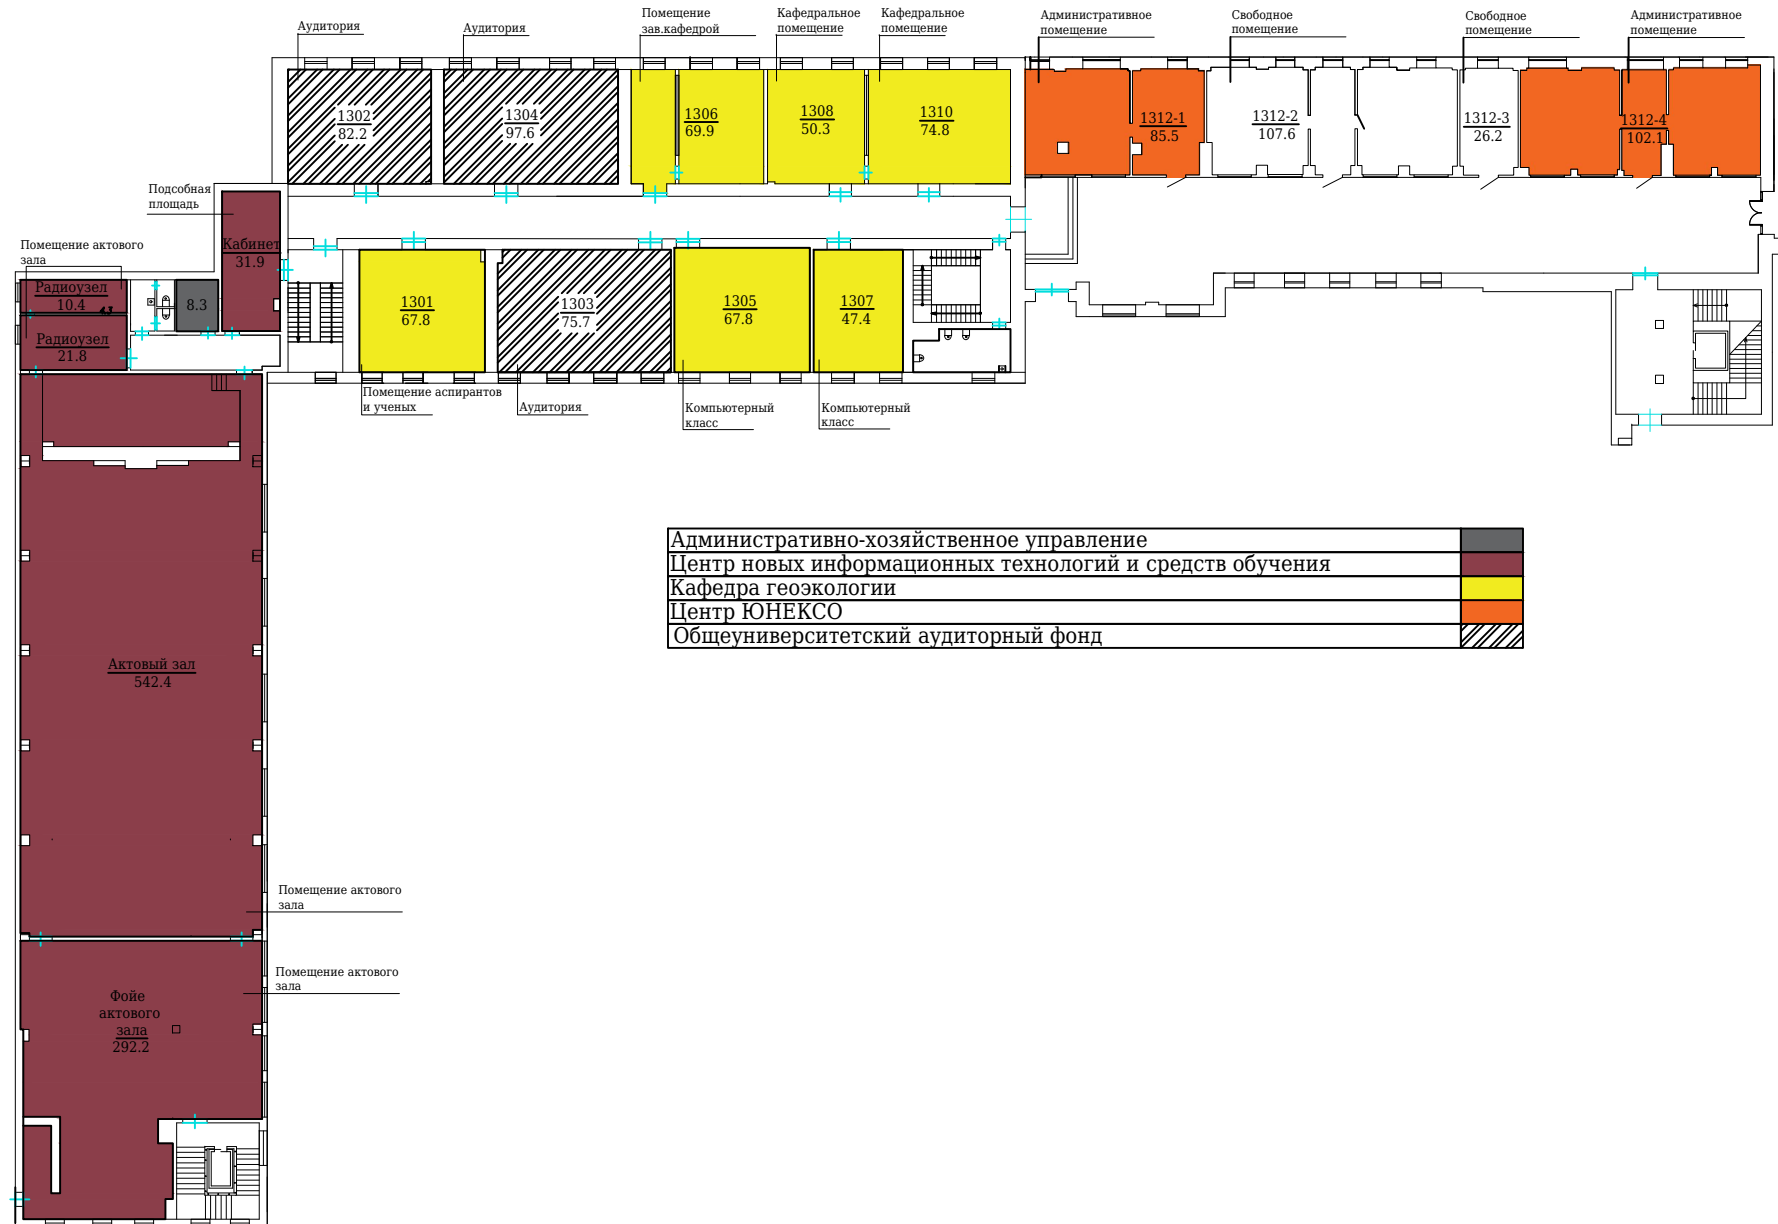 Аудитория
Аудитория
Помещение
зав.кафедрой
Кафедральное
помещение
Кафедральное
помещение
Административное
помещение
Свободное
помещение
Свободное
помещение
Административное
помещение
1302
82.2
1304
97.6
1306
69.9
1308
50.3
1310
74.8
1312-1
85.5
1312-2
107.6
1312-3
26.2
1312-4
102.1
Подсобная
площадь
Кабинет
31.9
Помещение актового
зала
Радиоузел
10.4
8.3
Радиоузел
21.8
1301
67.8
1303
75.7
1305
67.8
1307
47.4
Помещение аспирантов
и ученых
Аудитория
Компьютерный
класс
Компьютерный
класс
Административно-хозяйственное управление
Центр новых информационных технологий и средств обучения
Кафедра геоэкологии
Центр ЮНЕКСО
Общеуниверситетский аудиторный фонд
Актовый зал
542.4
Помещение актового
зала
Помещение актового
зала
Фойе
актового
зала
292.2